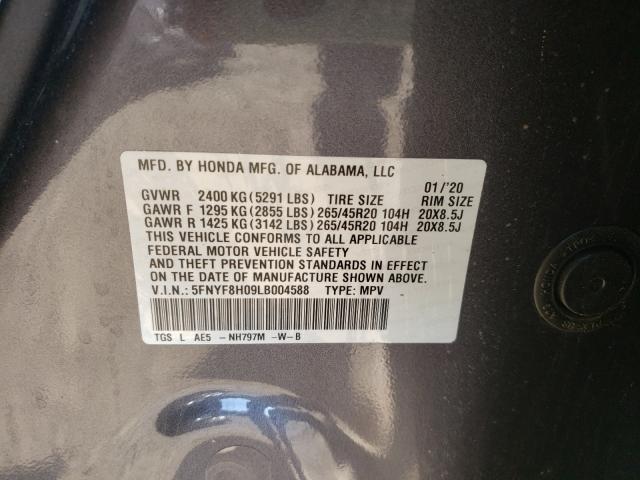 MFD. BY HONDA MFG. OF ALABAMA, LLC
01/'20
GVWR 2400 KG (5291 LBS) TIRE SIZE RIM SIZE
GAWR F 1295 KG (2855 LBS) 265/45R20 104H 20X8.5J
GAWR R 1425 KG (3142 LBS) 265/45R20 104H 20X8.5J
THIS VEHICLE CONFORMS TO ALL APPLICABLE
FEDERAL MOTOR VEHICLE SAFETY
AND THEFT PREVENTION STANDARDS IN EFFECT
ON THE DATE OF MANUFACTURE SHOWN ABOVE.
V.I.N.: 5FNYF8H09LB004588 TYPE: MPV
TGS L AE5 -NH797M -W-B